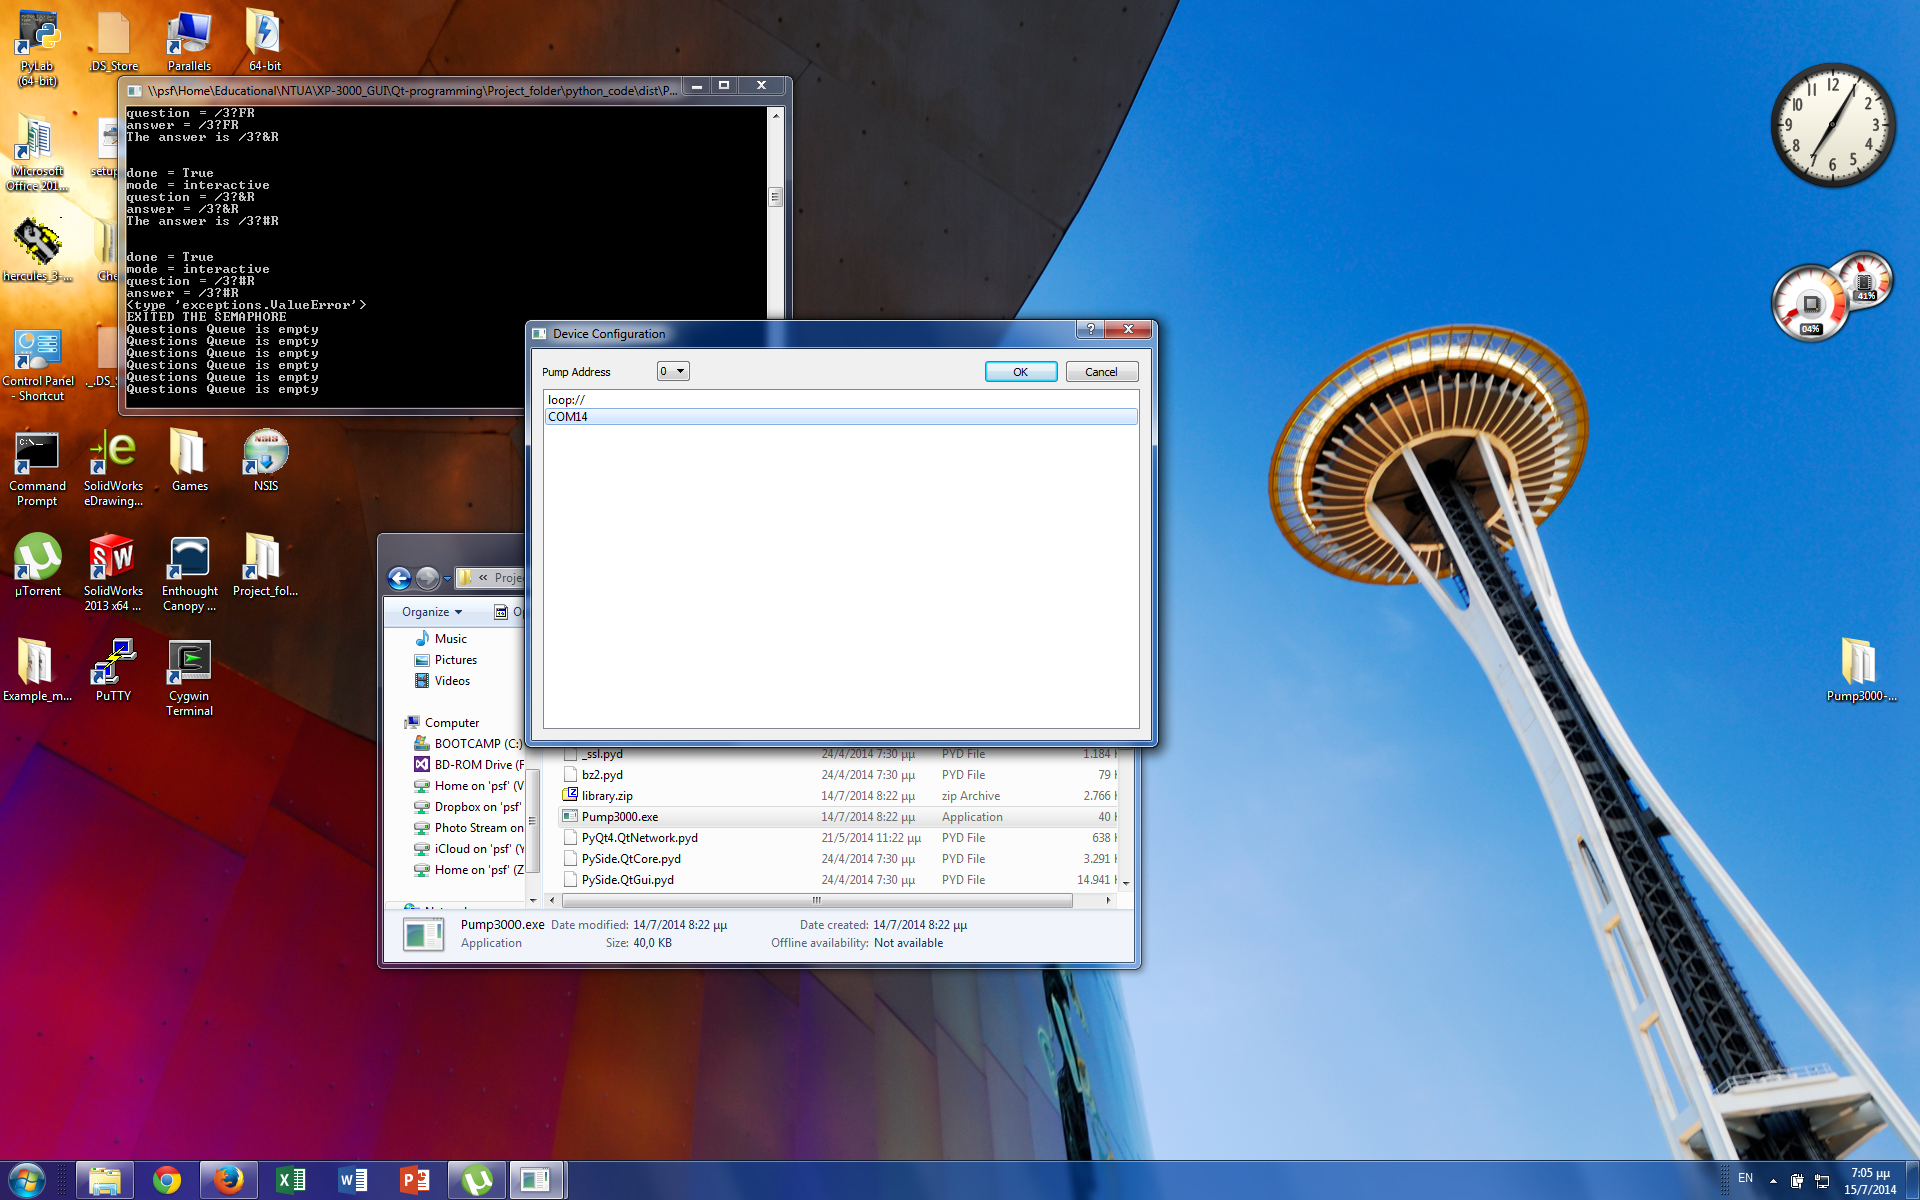 PyLab
(64-bit)
.DS_Store
Parallels
64-bit
\\psf\Home\Educational\NTUA\XP-3000_GUI\Qt-programming\Project_folder\python_code\dist\P...
question = /3?FR
answer = /3?FR
The answer is /3?&R
done = True
mode = interactive
question = /3?&R
answer = /3?&R
The answer is /3?#R
done = True
mode = interactive
question = /3?#R
answer = /3?#R
<type 'exceptions.ValueError'>
EXITED THE SEMAPHORE
Questions Queue is empty
Questions Queue is empty
Questions Queue is empty
Questions Queue is empty
Questions Queue is empty
Questions Queue is empty
Microsoft
Office 201...
setup
hercules_3-...
Che
Control Panel
- Shortcut
._.DS_S
Command
Prompt
SolidWorks
eDrawing...
Games
NSIS
µTorrent
SolidWorks
2013 x64 ...
Enthought
Canopy ...
Project_fol...
Example_m...
PuTTY
Cygwin
Terminal
Device Configuration
Pump Address 0 OK Cancel
loop://
COM14
« Proje
Organize
Music
Pictures
Videos
Computer
BOOTCAMP (C:)
BD-ROM Drive (F
Home on 'psf' (V
Dropbox on 'psf'
Photo Stream on
iCloud on 'psf' (Y
Home on 'psf' (Z
_ssl.pyd 24/4/2014 7:30 μμ PYD File 1.184
bz2.pyd 24/4/2014 7:30 μμ PYD File 79
library.zip 14/7/2014 8:22 μμ zip Archive 2.766
Pump3000.exe 14/7/2014 8:22 μμ Application 40
PyQt4.QtNetwork.pyd 21/5/2014 11:22 μμ PYD File 638
PySide.QtCore.pyd 24/4/2014 7:30 μμ PYD File 3.291
PySide.QtGui.pyd 24/4/2014 7:30 μμ PYD File 14.941
Pump3000.exe Date modified: 14/7/2014 8:22 μμ Date created: 14/7/2014 8:22 μμ
Application Size: 40,0 KB Offline availability: Not available
12
1
2
3
4
5
6
7
8
9
10
11
41%
04%
Pump3000-...
EN
7:05 μμ
15/7/2014